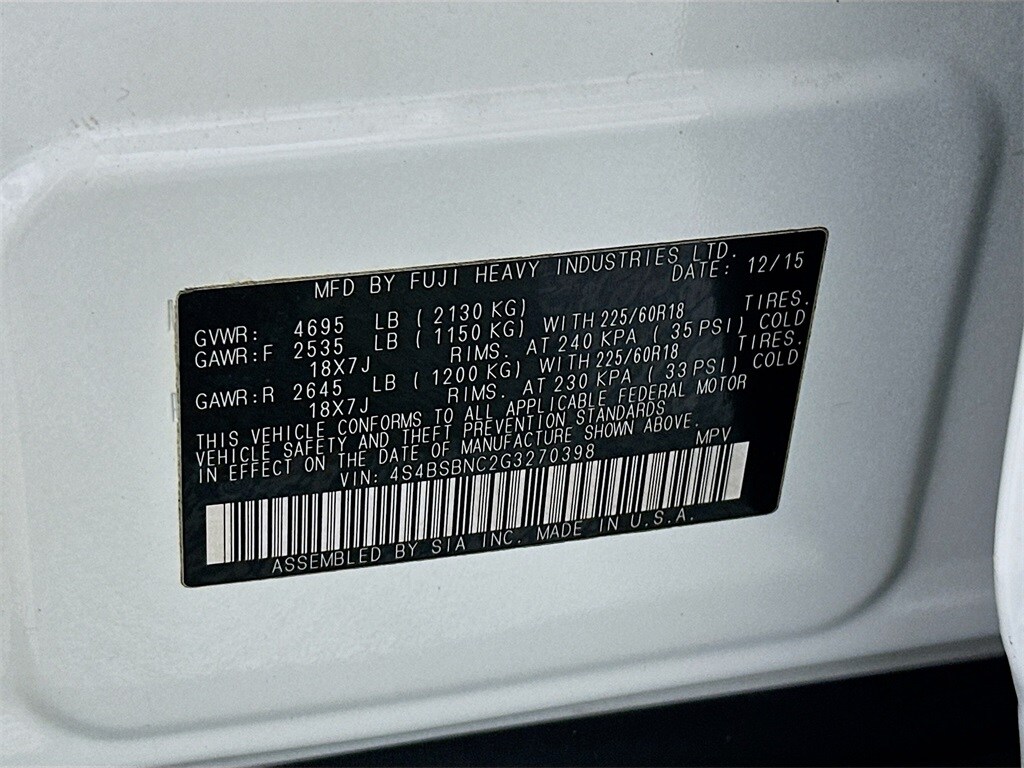 MFD BY FUJI HEAVY INDUSTRIES LTD.
DATE: 12/15
GVWR: 4695 LB ( 2130 KG)
GAWR:F 2535 LB ( 1150 KG) WITH 225/60R18 TIRES.
18X7J RIMS. AT 240 KPA ( 35 PSI) COLD
GAWR:R 2645 LB ( 1200 KG) WITH 225/60R18 TIRES.
18X7J RIMS. AT 230 KPA ( 33 PSI) COLD
THIS VEHICLE CONFORMS TO ALL APPLICABLE FEDERAL MOTOR
VEHICLE SAFETY AND THEFT PREVENTION STANDARDS
IN EFFECT ON THE DATE OF MANUFACTURE SHOWN ABOVE.
VIN: 4S4BSBNC2G3270398 MPV
ASSEMBLED BY SIA INC. MADE IN U.S.A.